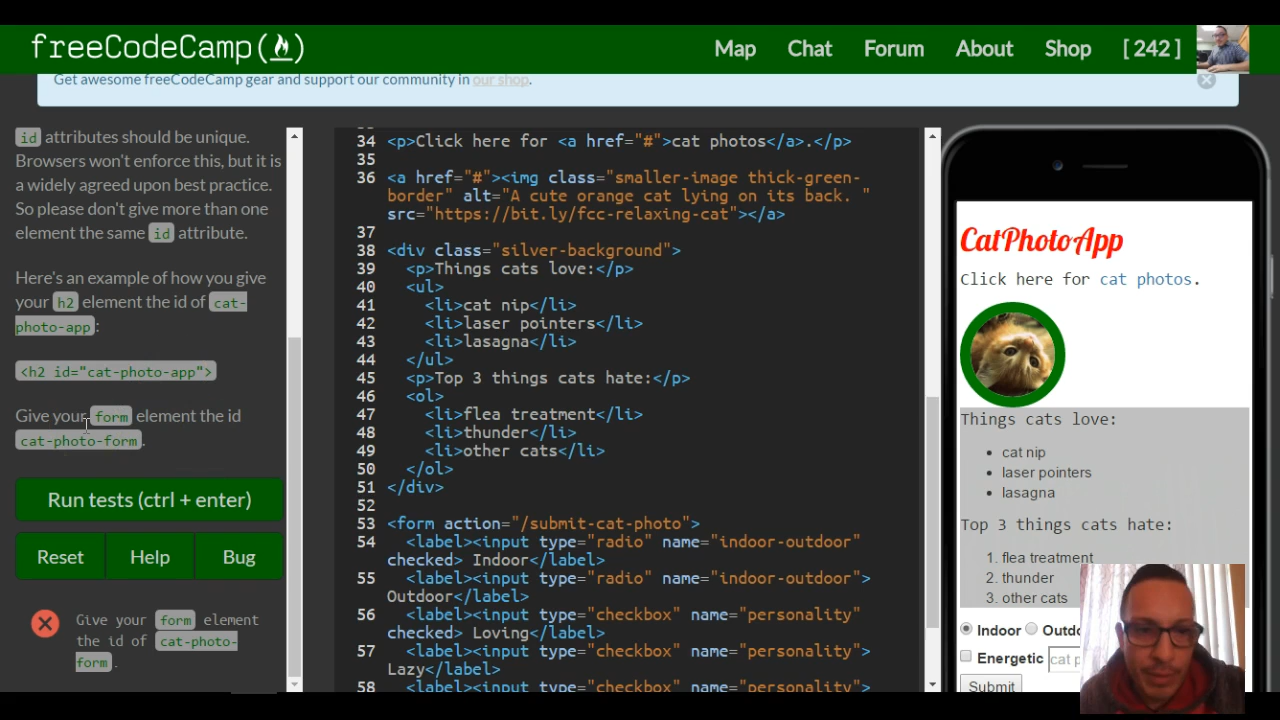 freeCodeCamp(🔥)
Map Chat Forum About Shop [ 242 ]
Get awesome freeCodeCamp gear and support our community in our shop.
id attributes should be unique.
Browsers won't enforce this, but it is
a widely agreed upon best practice.
So please don't give more than one
element the same id attribute.
Here's an example of how you give
your h2 element the id of cat-
photo-app:
<h2 id="cat-photo-app">
Give your form element the id
cat-photo-form.
Run tests (ctrl + enter)
Reset Help Bug
Give your form element
the id of cat-photo-
form.
34 <p>Click here for <a href="#">cat photos</a>.</p>
35
36 <a href="#"><img class="smaller-image thick-green-
border" alt="A cute orange cat lying on its back. "
src="https://bit.ly/fcc-relaxing-cat"></a>
37
38 <div class="silver-background">
39 <p>Things cats love:</p>
40 <ul>
41 <li>cat nip</li>
42 <li>laser pointers</li>
43 <li>lasagna</li>
44 </ul>
45 <p>Top 3 things cats hate:</p>
46 <ol>
47 <li>flea treatment</li>
48 <li>thunder</li>
49 <li>other cats</li>
50 </ol>
51 </div>
52
53 <form action="/submit-cat-photo">
54 <label><input type="radio" name="indoor-outdoor"
checked> Indoor</label>
55 <label><input type="radio" name="indoor-outdoor">
Outdoor</label>
56 <label><input type="checkbox" name="personality"
checked> Loving</label>
57 <label><input type="checkbox" name="personality">
Lazy</label>
58 <label><input type="checkbox" name="personality">
CatPhotoApp
Click here for cat photos.
Things cats love:
cat nip
laser pointers
lasagna
Top 3 things cats hate:
1. flea treatment
2. thunder
3. other cats
Indoor Outdo
Energetic cat p
Submit